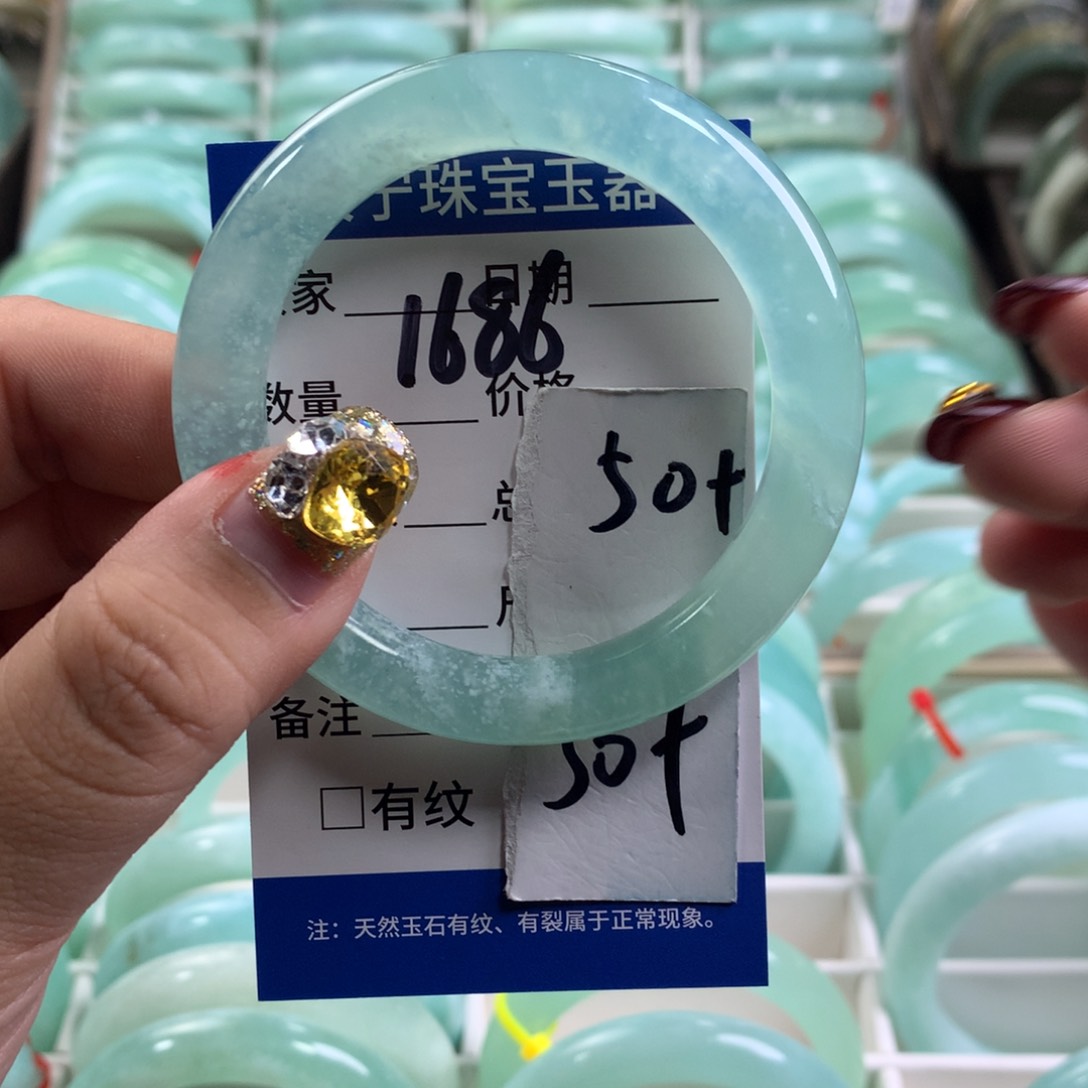 宁珠宝玉器
家 日期
1686
数量 价格
50+
总
备注
50+
□有纹
注：天然玉石有纹、有裂属于正常现象。